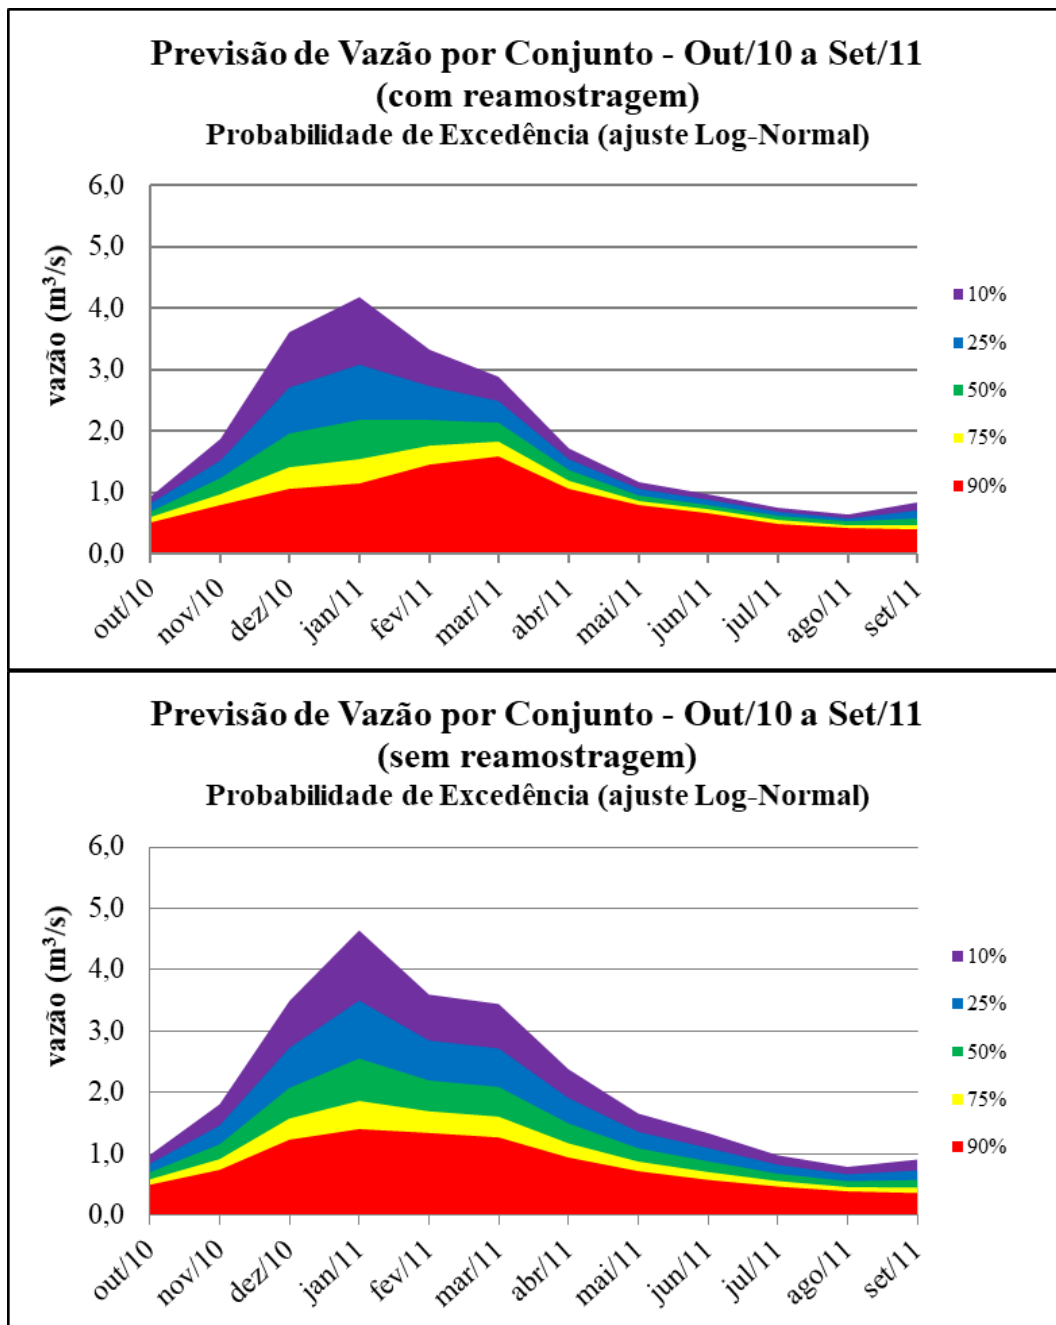 Previsão de Vazão por Conjunto - Out/10 a Set/11
(com reamostragem)
Probabilidade de Excedência (ajuste Log-Normal)
vazão (m³/s)
6,0
5,0
4,0
3,0
2,0
1,0
0,0
out/10
nov/10
dez/10
jan/11
fev/11
mar/11
abr/11
mai/11
jun/11
jul/11
ago/11
set/11
10%
25%
50%
75%
90%
Previsão de Vazão por Conjunto - Out/10 a Set/11
(sem reamostragem)
Probabilidade de Excedência (ajuste Log-Normal)
vazão (m³/s)
6,0
5,0
4,0
3,0
2,0
1,0
0,0
out/10
nov/10
dez/10
jan/11
fev/11
mar/11
abr/11
mai/11
jun/11
jul/11
ago/11
set/11
10%
25%
50%
75%
90%